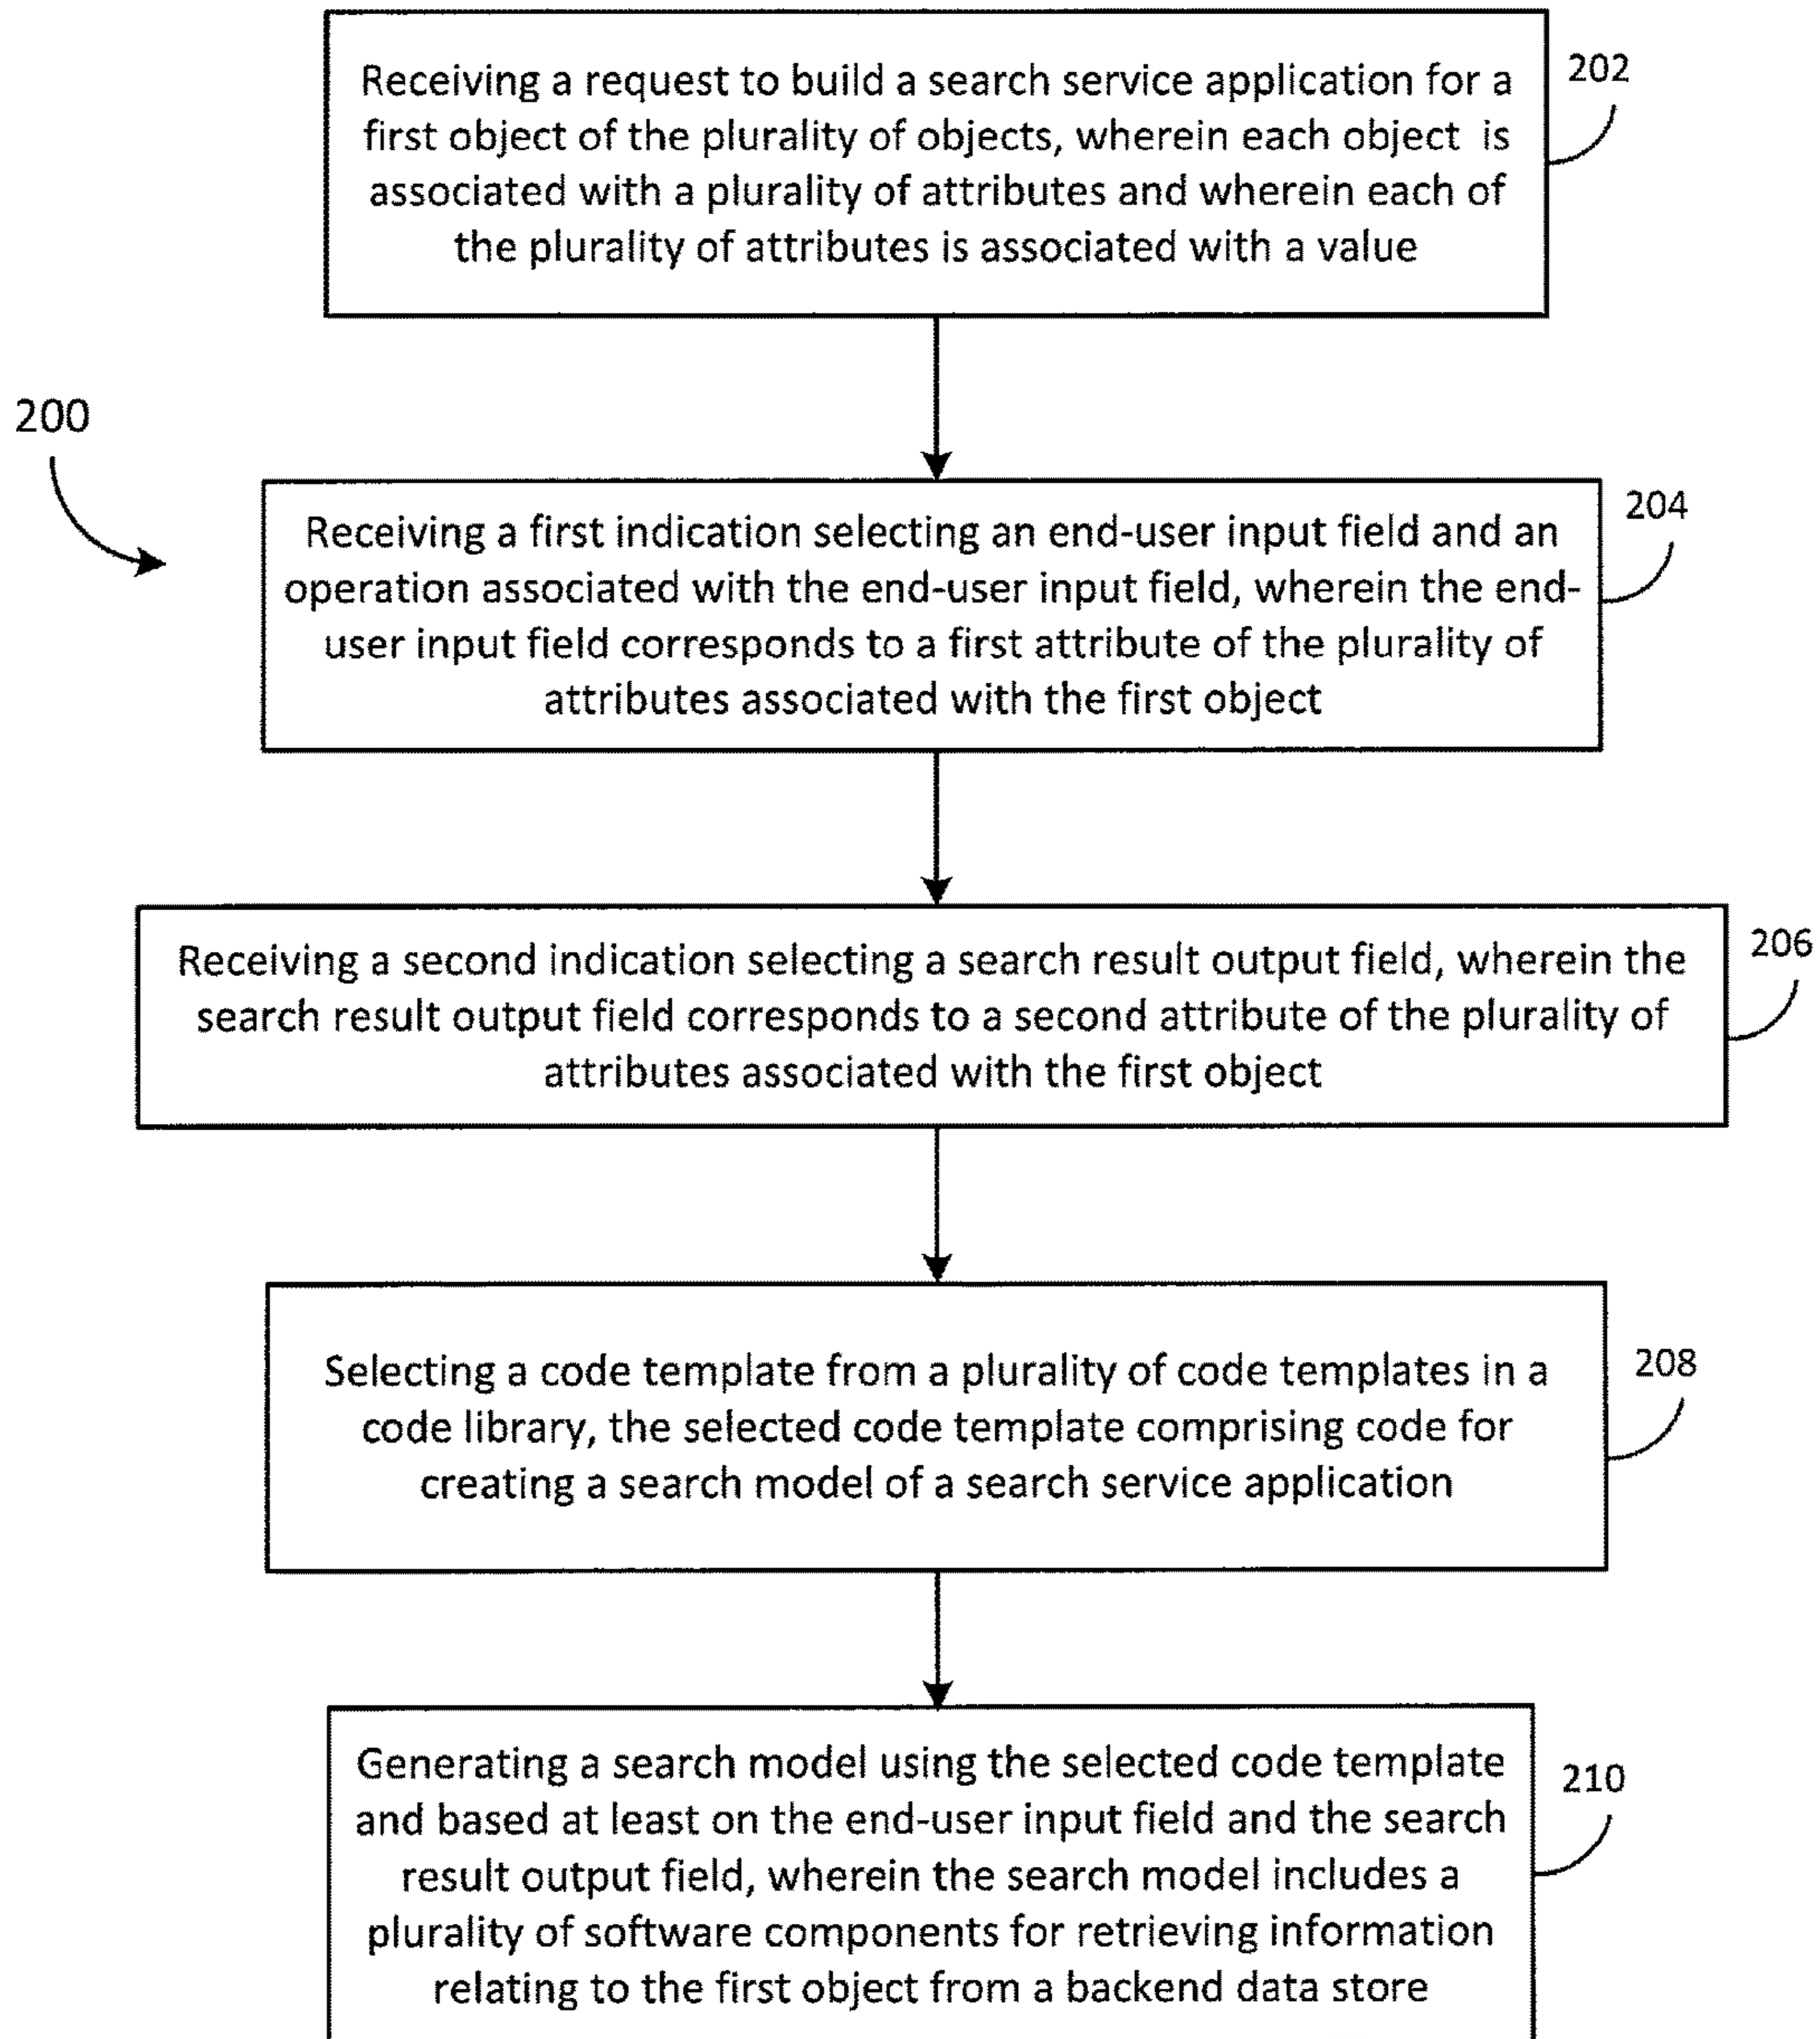 Receiving a request to build a search service application for a
first object of the plurality of objects, wherein each object is
associated with a plurality of attributes and wherein each of
the plurality of attributes is associated with a value
202
200
Receiving a first indication selecting an end-user input field and an
operation associated with the end-user input field, wherein the end-
user input field corresponds to a first attribute of the plurality of
attributes associated with the first object
204
Receiving a second indication selecting a search result output field, wherein the
search result output field corresponds to a second attribute of the plurality of
attributes associated with the first object
206
Selecting a code template from a plurality of code templates in a
code library, the selected code template comprising code for
creating a search model of a search service application
208
Generating a search model using the selected code template
and based at least on the end-user input field and the search
result output field, wherein the search model includes a
plurality of software components for retrieving information
relating to the first object from a backend data store
210